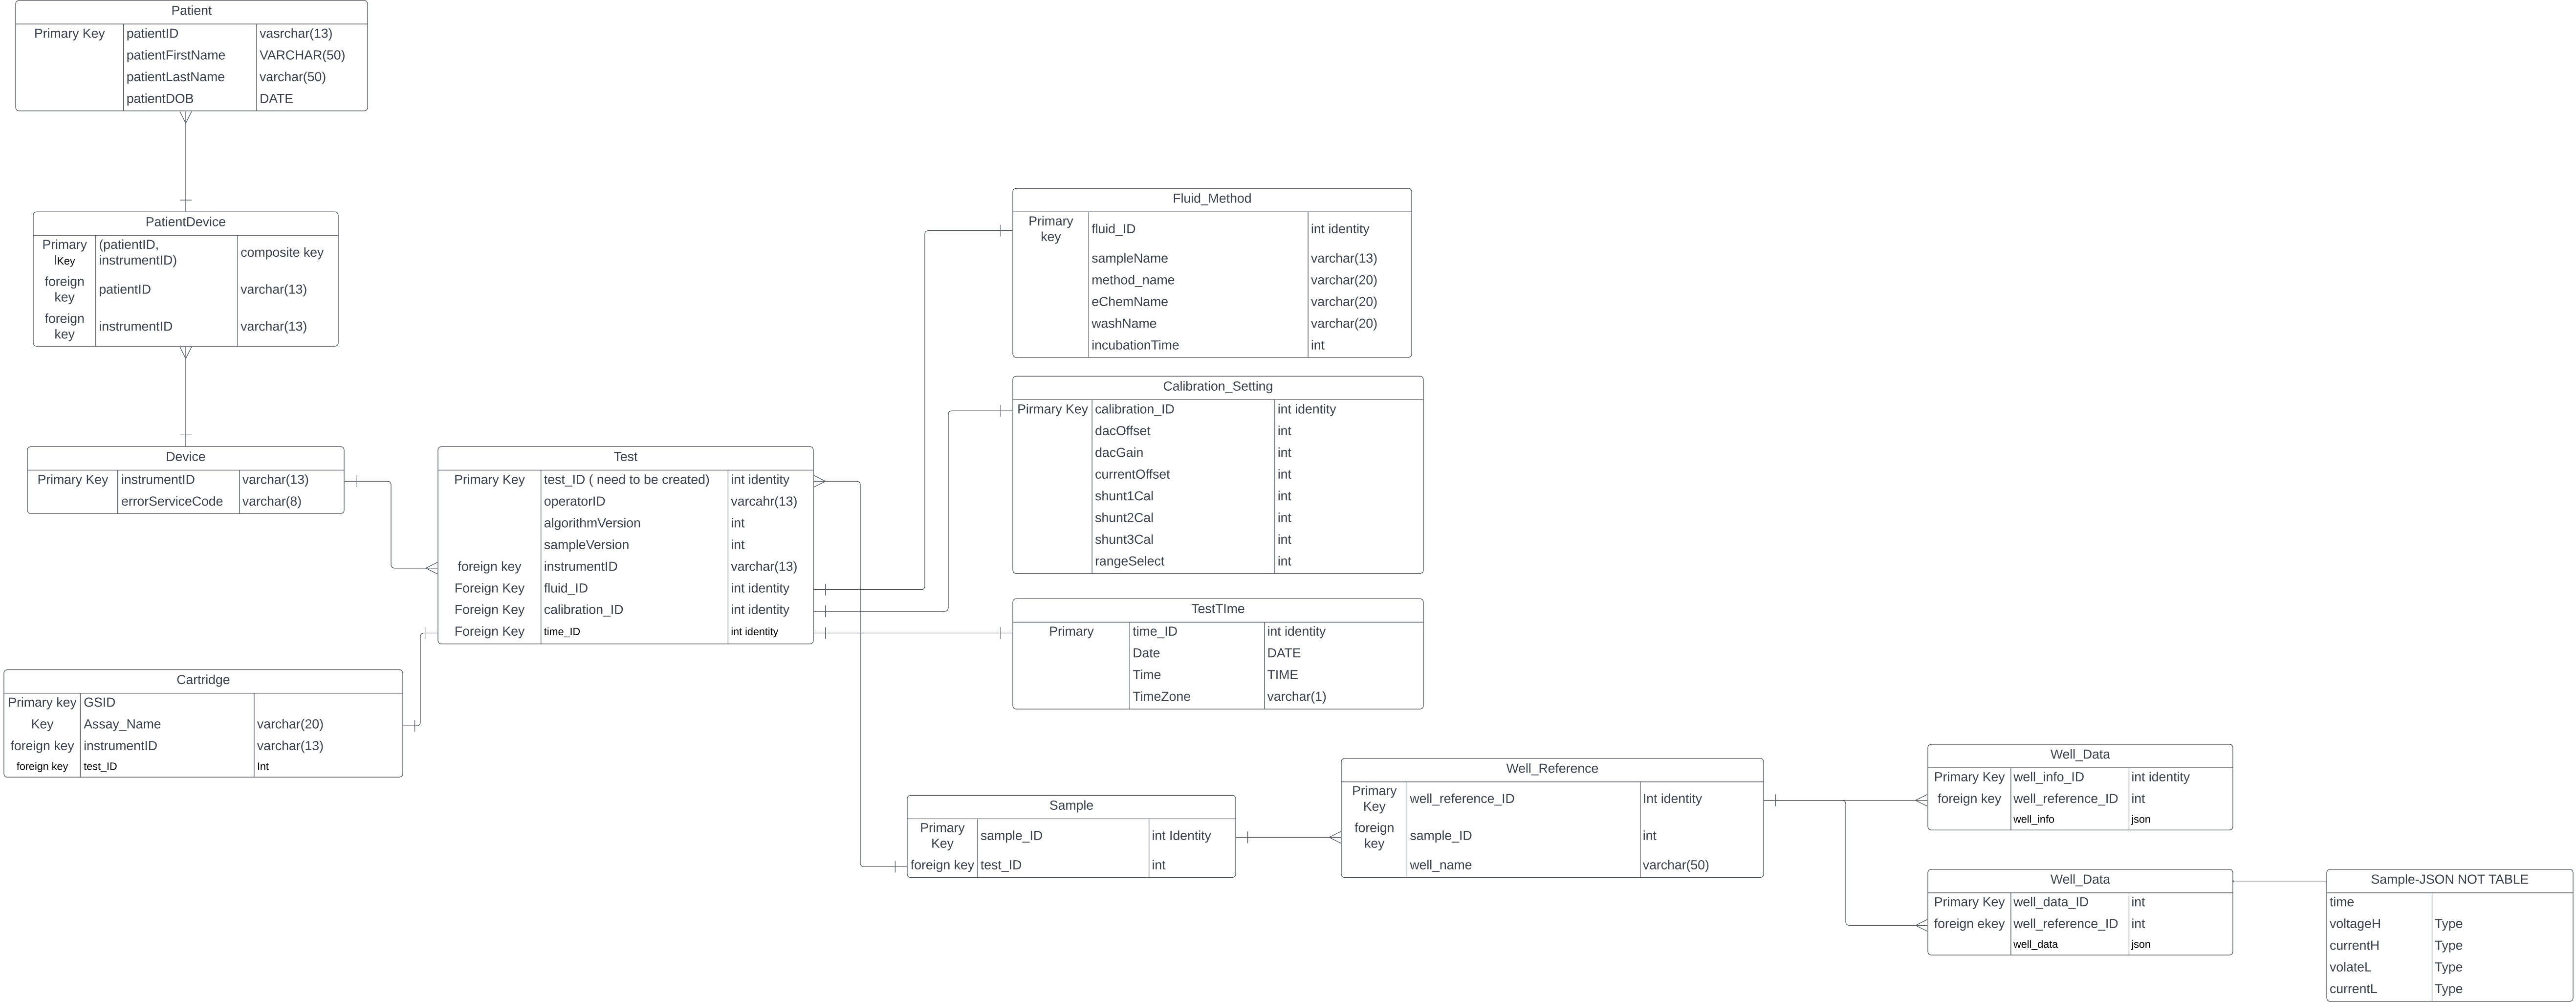 Patient
Primary Key patientID vasrchar(13)
patientFirstName VARCHAR(50)
patientLastName varchar(50)
patientDOB DATE
PatientDevice
Primary (patientID, composite key
lKey instrumentID)
foreign
key patientID varchar(13)
foreign
key instrumentID varchar(13)
Device
Primary Key instrumentID varchar(13)
errorServiceCode varchar(8)
Test
Primary Key test_ID ( need to be created) int identity
operatorID varcahr(13)
algorithmVersion int
sampleVersion int
foreign key instrumentID varchar(13)
Foreign Key fluid_ID int identity
Foreign Key calibration_ID int identity
Foreign Key time_ID int identity
Cartridge
Primary key GSID
Key Assay_Name varchar(20)
foreign key instrumentID varchar(13)
foreign key test_ID Int
Fluid_Method
Primary
key fluid_ID int identity
sampleName varchar(13)
method_name varchar(20)
eChemName varchar(20)
washName varchar(20)
incubationTime int
Calibration_Setting
Pirmary Key calibration_ID int identity
dacOffset int
dacGain int
currentOffset int
shunt1Cal int
shunt2Cal int
shunt3Cal int
rangeSelect int
TestTIme
Primary time_ID int identity
Date DATE
Time TIME
TimeZone varchar(1)
Sample
Primary
Key sample_ID int Identity
foreign key test_ID int
Well_Reference
Primary
Key well_reference_ID Int identity
foreign
key sample_ID int
well_name varchar(50)
Well_Data
Primary Key well_info_ID int identity
foreign key well_reference_ID int
well_info json
Well_Data
Primary Key well_data_ID int
foreign ekey well_reference_ID int
well_data json
Sample-JSON NOT TABLE
time
voltageH Type
currentH Type
volateL Type
currentL Type